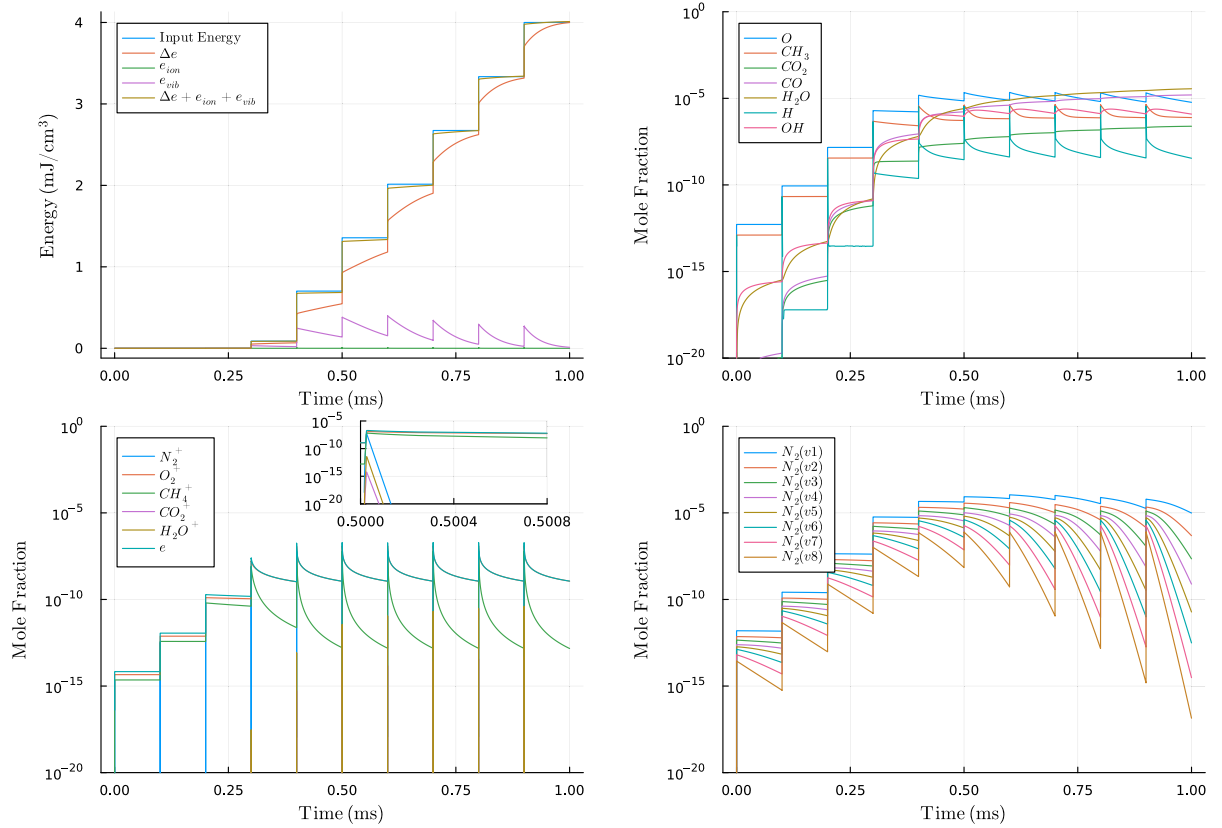 4
3
2
1
0
Energy (mJ/cm³)
Input Energy
Δe
e_ion
e_vib
Δe + e_ion + e_vib
0.00 0.25 0.50 0.75 1.00
Time (ms)
10⁰
10⁻⁵
10⁻¹⁰
10⁻¹⁵
10⁻²⁰
Mole Fraction
O
CH₃
CO₂
CO
H₂O
H
OH
0.00 0.25 0.50 0.75 1.00
Time (ms)
10⁰
10⁻⁵
10⁻¹⁰
10⁻¹⁵
10⁻²⁰
Mole Fraction
N₂⁺
O₂⁺
CH₄⁺
CO₂⁺
H₂O⁺
e
10⁻⁵
10⁻¹⁰
10⁻¹⁵
10⁻²⁰
0.5000 0.5004 0.5008
0.00 0.25 0.50 0.75 1.00
Time (ms)
10⁰
10⁻⁵
10⁻¹⁰
10⁻¹⁵
10⁻²⁰
Mole Fraction
N₂(v1)
N₂(v2)
N₂(v3)
N₂(v4)
N₂(v5)
N₂(v6)
N₂(v7)
N₂(v8)
0.00 0.25 0.50 0.75 1.00
Time (ms)